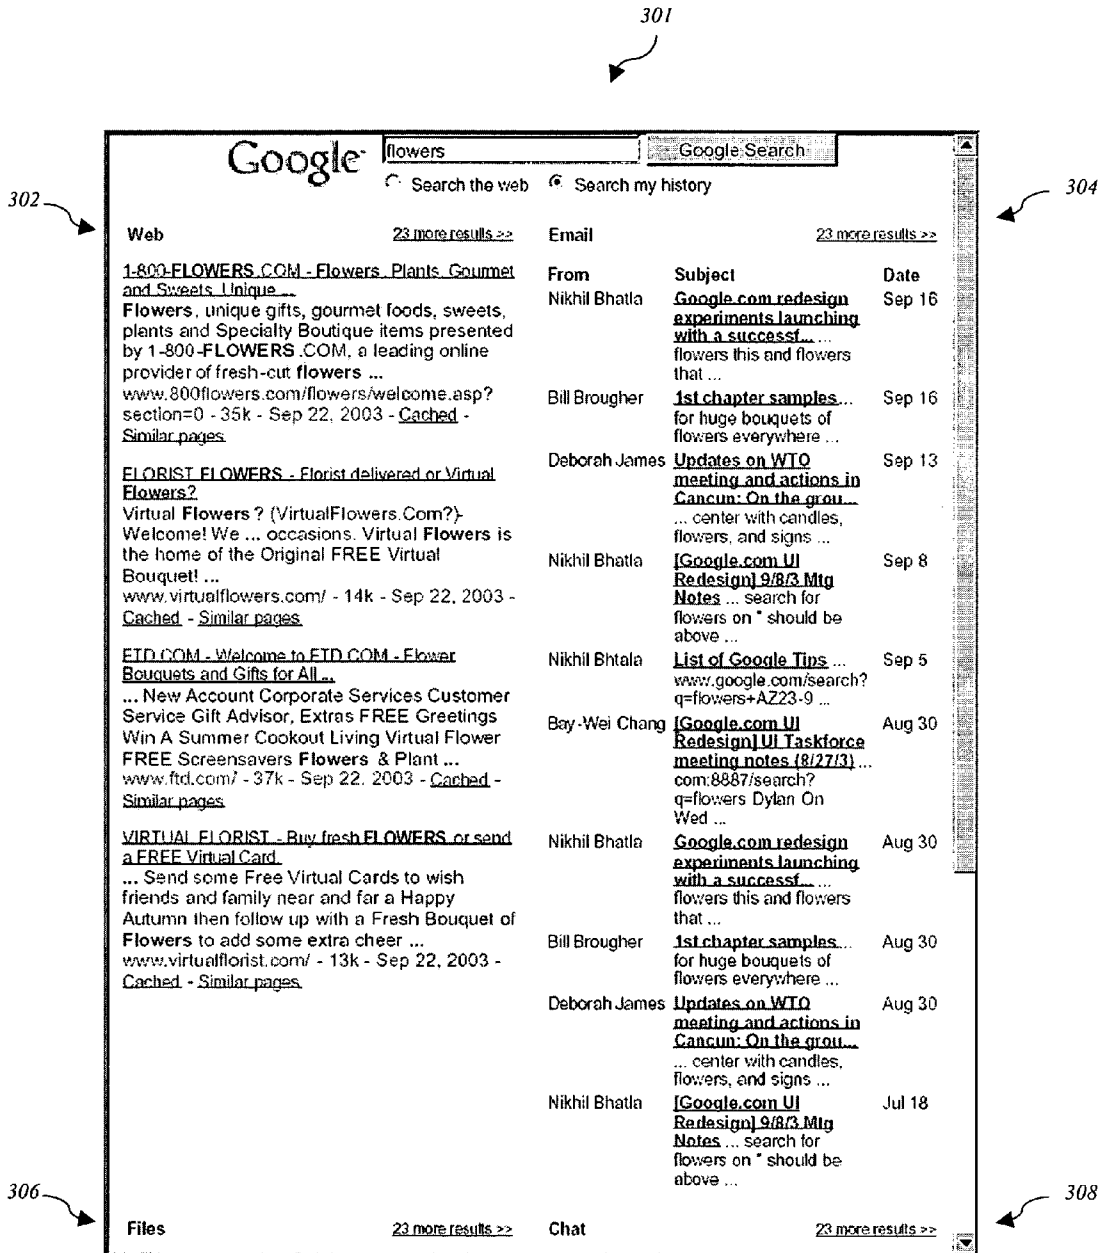 301
Google flowers Google Search
Search the web Search my history
302
304
Web 23 more results >>
1-800-FLOWERS.COM - Flowers, Plants, Gourmet
and Sweets, Unique ...
Flowers, unique gifts, gourmet foods, sweets,
plants and Specialty Boutique items presented
by 1-800-FLOWERS.COM, a leading online
provider of fresh-cut flowers ...
www.800flowers.com/flowers/welcome.asp?
section=0 - 35k - Sep 22, 2003 - Cached -
Similar pages
FLORIST FLOWERS - Florist delivered or Virtual
Flowers?
Virtual Flowers? (VirtualFlowers.Com?)-
Welcome! We ... occasions. Virtual Flowers is
the home of the Original FREE Virtual
Bouquet! ...
www.virtualflowers.com/ - 14k - Sep 22, 2003 -
Cached - Similar pages
FTD.COM - Welcome to FTD.COM - Flower
Bouquets and Gifts for All ...
... New Account Corporate Services Customer
Service Gift Advisor, Extras FREE Greetings
Win A Summer Cookout Living Virtual Flower
FREE Screensavers Flowers & Plant ...
www.ftd.com/ - 37k - Sep 22, 2003 - Cached -
Similar pages
VIRTUAL FLORIST - Buy fresh FLOWERS or send
a FREE Virtual Card.
... Send some Free Virtual Cards to wish
friends and family near and far a Happy
Autumn then follow up with a Fresh Bouquet of
Flowers to add some extra cheer ...
www.virtualflorist.com/ - 13k - Sep 22, 2003 -
Cached - Similar pages
Email 23 more results >>
From Subject Date
Nikhil Bhatla Google.com redesign Sep 16
experiments launching
with a successf... ...
flowers this and flowers
that ...
Bill Brougher 1st chapter samples... Sep 16
for huge bouquets of
flowers everywhere ...
Deborah James Updates on WTO Sep 13
meeting and actions in
Cancun: On the grou...
... center with candles,
flowers, and signs ...
Nikhil Bhatla [Google.com UI Sep 8
Redesign] 9/8/3 Mtg
Notes ... search for
flowers on * should be
above ...
Nikhil Bhtala List of Google Tips ... Sep 5
www.google.com/search?
q=flowers+AZ23-9 ...
Bay-Wei Chang [Google.com UI Aug 30
Redesign] UI Taskforce
meeting notes (8/27/3) ...
com:8887/search?
q=flowers Dylan On
Wed ...
Nikhil Bhatla Google.com redesign Aug 30
experiments launching
with a successf... ...
flowers this and flowers
that ...
Bill Brougher 1st chapter samples... Aug 30
for huge bouquets of
flowers everywhere ...
Deborah James Updates on WTO Aug 30
meeting and actions in
Cancun: On the grou...
... center with candles,
flowers, and signs ...
Nikhil Bhatla [Google.com UI Jul 18
Redesign] 9/8/3 Mtg
Notes ... search for
flowers on * should be
above ...
306
308
Files 23 more results >>
Chat 23 more results >>